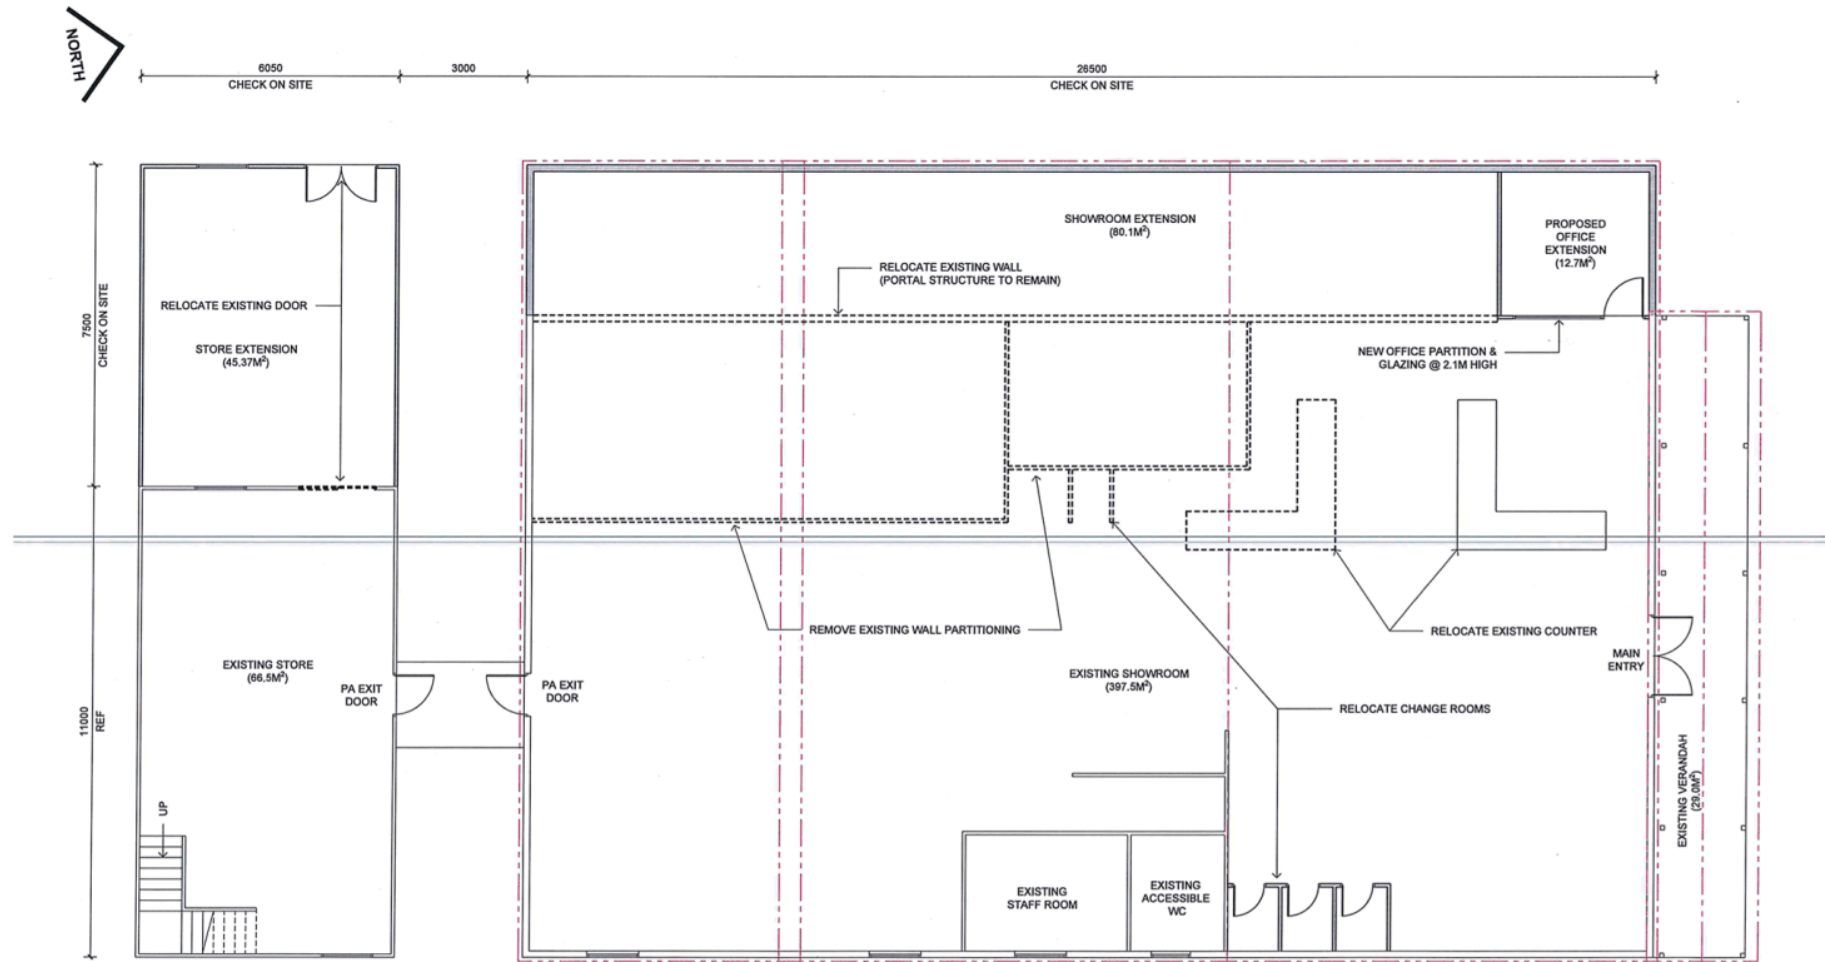 NORTH
6050
CHECK ON SITE
3000
26500
CHECK ON SITE
7500
CHECK ON SITE
11000
REF
RELOCATE EXISTING DOOR
STORE EXTENSION
(45.37M²)
EXISTING STORE
(66.5M²)
UP
PA EXIT
DOOR
PA EXIT
DOOR
SHOWROOM EXTENSION
(80.1M²)
RELOCATE EXISTING WALL
(PORTAL STRUCTURE TO REMAIN)
PROPOSED
OFFICE
EXTENSION
(12.7M²)
NEW OFFICE PARTITION &
GLAZING @ 2.1M HIGH
REMOVE EXISTING WALL PARTITIONING
RELOCATE EXISTING COUNTER
MAIN
ENTRY
EXISTING SHOWROOM
(397.5M²)
RELOCATE CHANGE ROOMS
EXISTING VERANDAH
(29.0M²)
EXISTING
STAFF ROOM
EXISTING
ACCESSIBLE
WC